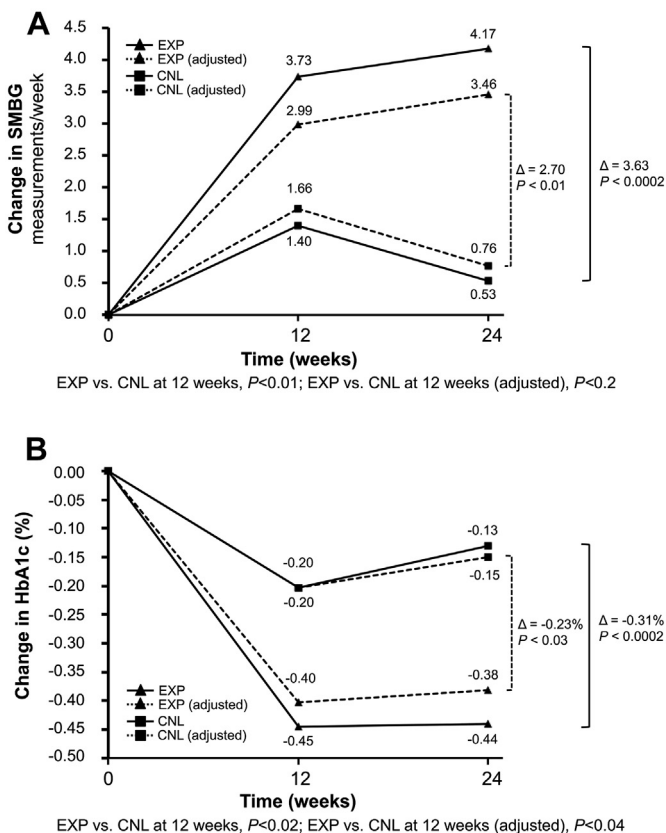 A
Change in SMBG
measurements/week
4.5
4.0
3.5
3.0
2.5
2.0
1.5
1.0
0.5
0.0
EXP
EXP (adjusted)
CNL
CNL (adjusted)
3.73
4.17
2.99
3.46
1.66
1.40
0.76
0.53
Δ = 2.70
P < 0.01
Δ = 3.63
P < 0.0002
0 12 24
Time (weeks)
EXP vs. CNL at 12 weeks, P<0.01; EXP vs. CNL at 12 weeks (adjusted), P<0.2
B
Change in HbA1c (%)
0.00
-0.05
-0.10
-0.15
-0.20
-0.25
-0.30
-0.35
-0.40
-0.45
-0.50
-0.20
-0.20
-0.13
-0.15
-0.40
-0.38
-0.45
-0.44
EXP
EXP (adjusted)
CNL
CNL (adjusted)
Δ = -0.23%
P < 0.03
Δ = -0.31%
P < 0.0002
0 12 24
Time (weeks)
EXP vs. CNL at 12 weeks, P<0.02; EXP vs. CNL at 12 weeks (adjusted), P<0.04